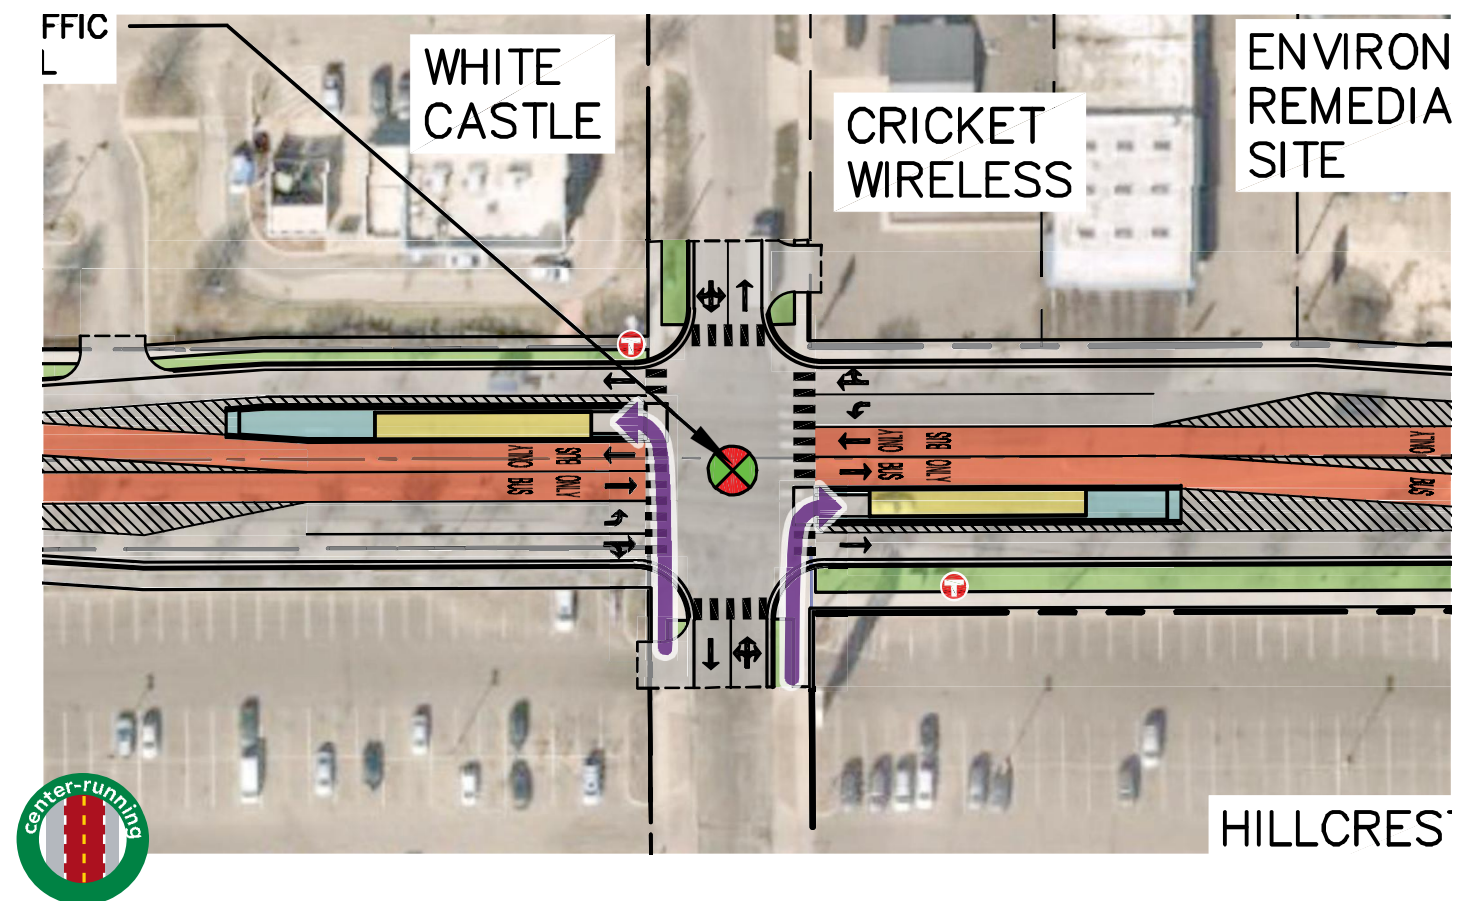 FFIC
L
WHITE
CASTLE
CRICKET
WIRELESS
ENVIRON
REMEDIA
SITE
T
ONLY
BUS
BUS
ONLY
ONLY
BUS
BUS
ONLY
ONLY
BUS
T
center-running
HILLCREST